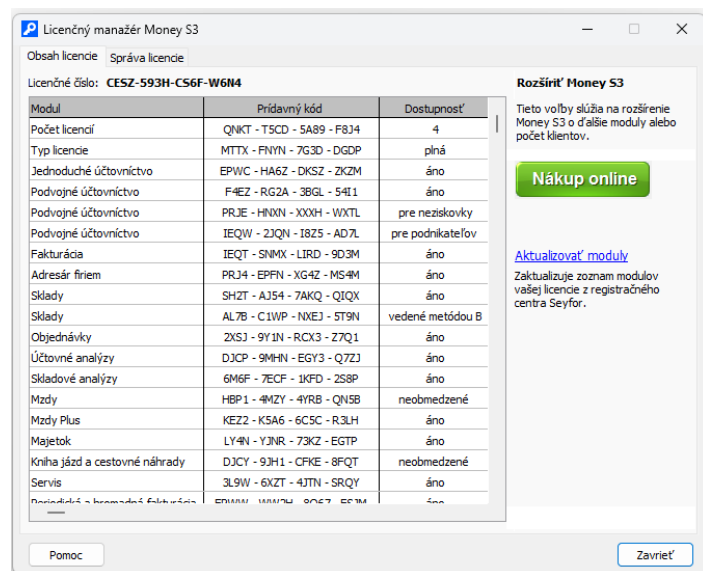 Licenčný manažér Money S3
Obsah licencie Správa licencie
Licenčné číslo: CESZ-593H-CS6F-W6N4
Modul Prídavný kód Dostupnosť
Počet licencií QNKT - T5CD - 5A89 - F8J4 4
Typ licencie MTTX - FNYN - 7G3D - DGDP plná
Jednoduché účtovníctvo EPWC - HA6Z - DKSZ - ZKZM áno
Podvojné účtovníctvo F4EZ - RG2A - 3BGL - 54I1 áno
Podvojné účtovníctvo PRJE - HNXN - XXXH - WXTL pre neziskovky
Podvojné účtovníctvo IEQW - 2JQN - I8Z5 - AD7L pre podnikateľov
Fakturácia IEQT - SNMX - LIRD - 9D3M áno
Adresár firiem PRJ4 - EPFN - XG4Z - MS4M áno
Sklady SH2T - AJ54 - 7AKQ - QIQX áno
Sklady AL7B - C1WP - NXEJ - 5T9N vedené metódou B
Objednávky 2XSJ - 9Y1N - RCX3 - Z7Q1 áno
Účtovné analýzy DJCP - 9MHN - EGY3 - Q7ZJ áno
Skladové analýzy 6M6F - 7ECF - 1KFD - 2S8P áno
Mzdy HBP1 - 4MZY - 4YRB - QN5B neobmedzené
Mzdy Plus KEZ2 - K5A6 - 6C5C - R3LH áno
Majetok LY4N - YJNR - 73KZ - EGTP áno
Kniha jázd a cestovné náhrady DJCY - 9JH1 - CFKE - 8FQT neobmedzené
Servis 3L9W - 6XZT - 4JTN - SRQY áno
Periodická a hromadná fakturácia áno
Rozšíriť Money S3
Tieto voľby slúžia na rozšírenie
Money S3 o ďalšie moduly alebo
počet klientov.
Nákup online
Aktualizovať moduly
Zaktualizuje zoznam modulov
vašej licencie z registračného
centra Seyfor.
Pomoc Zavrieť